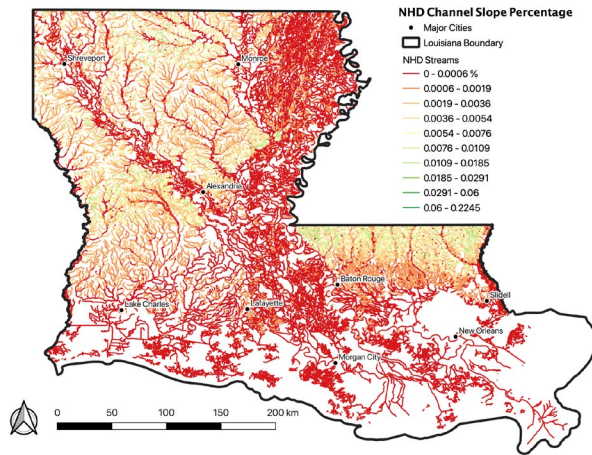 NHD Channel Slope Percentage
Major Cities
Louisiana Boundary
NHD Streams
0 - 0.0006 %
0.0006 - 0.0019
0.0019 - 0.0036
0.0036 - 0.0054
0.0054 - 0.0076
0.0076 - 0.0109
0.0109 - 0.0185
0.0185 - 0.0291
0.0291 - 0.06
0.06 - 0.2245
Shreveport
Monroe
Alexandria
Baton Rouge
Slidell
Lake Charles
Lafayette
New Orleans
Morgan City
0 50 100 150 200 km